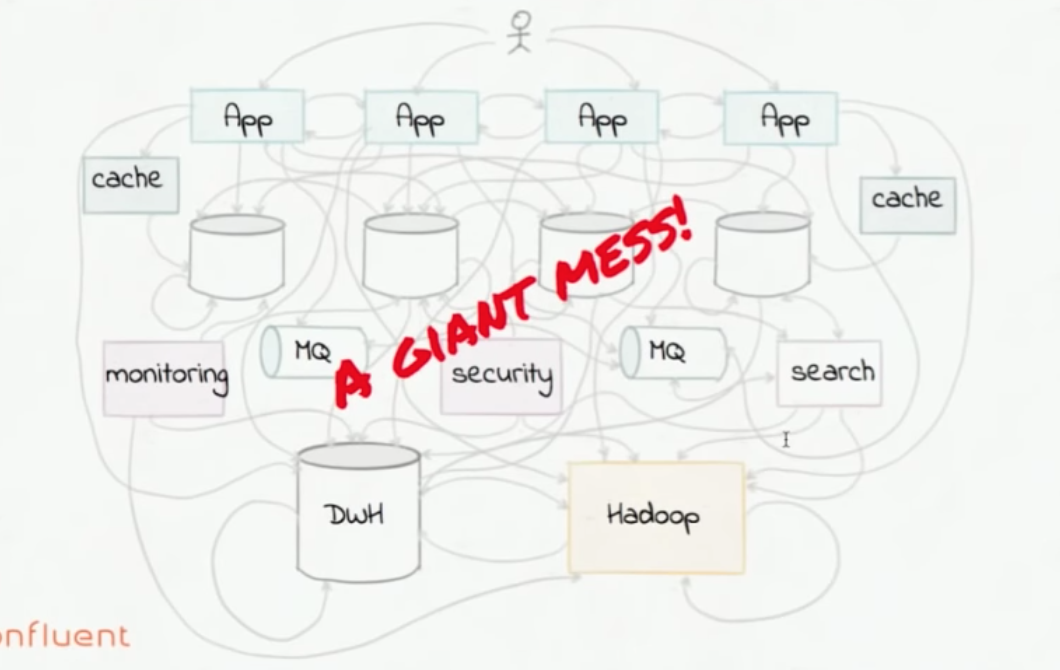 App
App
App
App
cache
cache
A GIANT MESS!
MQ
MQ
monitoring
security
search
DWH
Hadoop
onfluent